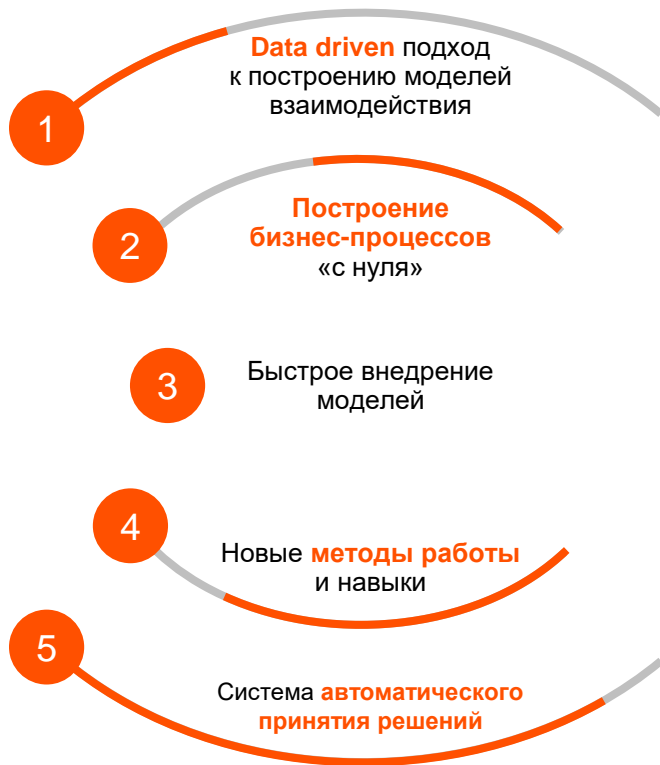 1
Data driven подход
к построению моделей
взаимодействия
2
Построение
бизнес-процессов
«с нуля»
3
Быстрое внедрение
моделей
4
Новые методы работы
и навыки
5
Система автоматического
принятия решений